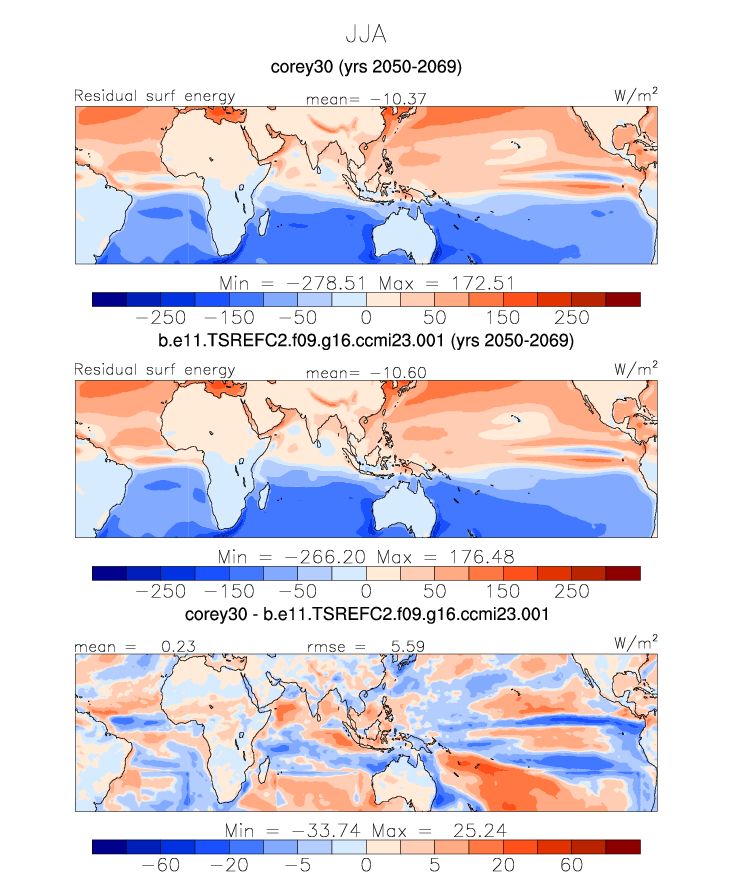 JJA
corey30 (yrs 2050-2069)
Residual surf energy mean= −10.37 W/m²
Min = −278.51 Max = 172.51
−250 −150 −50 0 50 150 250
b.e11.TSREFC2.f09.g16.ccmi23.001 (yrs 2050-2069)
Residual surf energy mean= −10.60 W/m²
Min = −266.20 Max = 176.48
−250 −150 −50 0 50 150 250
corey30 - b.e11.TSREFC2.f09.g16.ccmi23.001
mean = 0.23 rmse = 5.59 W/m²
Min = −33.74 Max = 25.24
−60 −20 −5 0 5 20 60